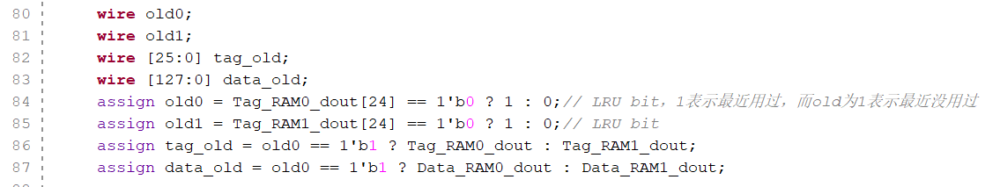 80 wire old0;
81 wire old1;
82 wire [25:0] tag_old;
83 wire [127:0] data_old;
84 assign old0 = Tag_RAM0_dout[24] == 1'b0 ? 1 : 0;// LRU bit，1表示最近用过，而old为1表示最近没用过
85 assign old1 = Tag_RAM1_dout[24] == 1'b0 ? 1 : 0;// LRU bit
86 assign tag_old = old0 == 1'b1 ? Tag_RAM0_dout : Tag_RAM1_dout;
87 assign data_old = old0 == 1'b1 ? Data_RAM0_dout : Data_RAM1_dout;